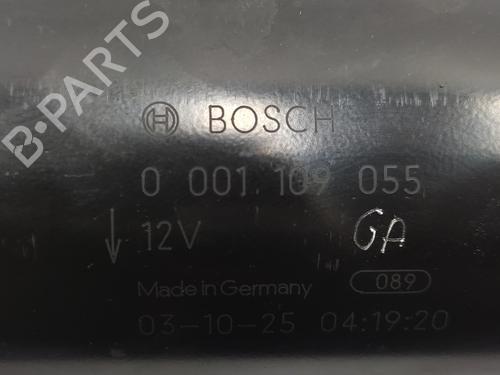 B-PARTS
BOSCH
0 001 109 055
12V
GA
Made in Germany 089
03-10-25 04:19:20